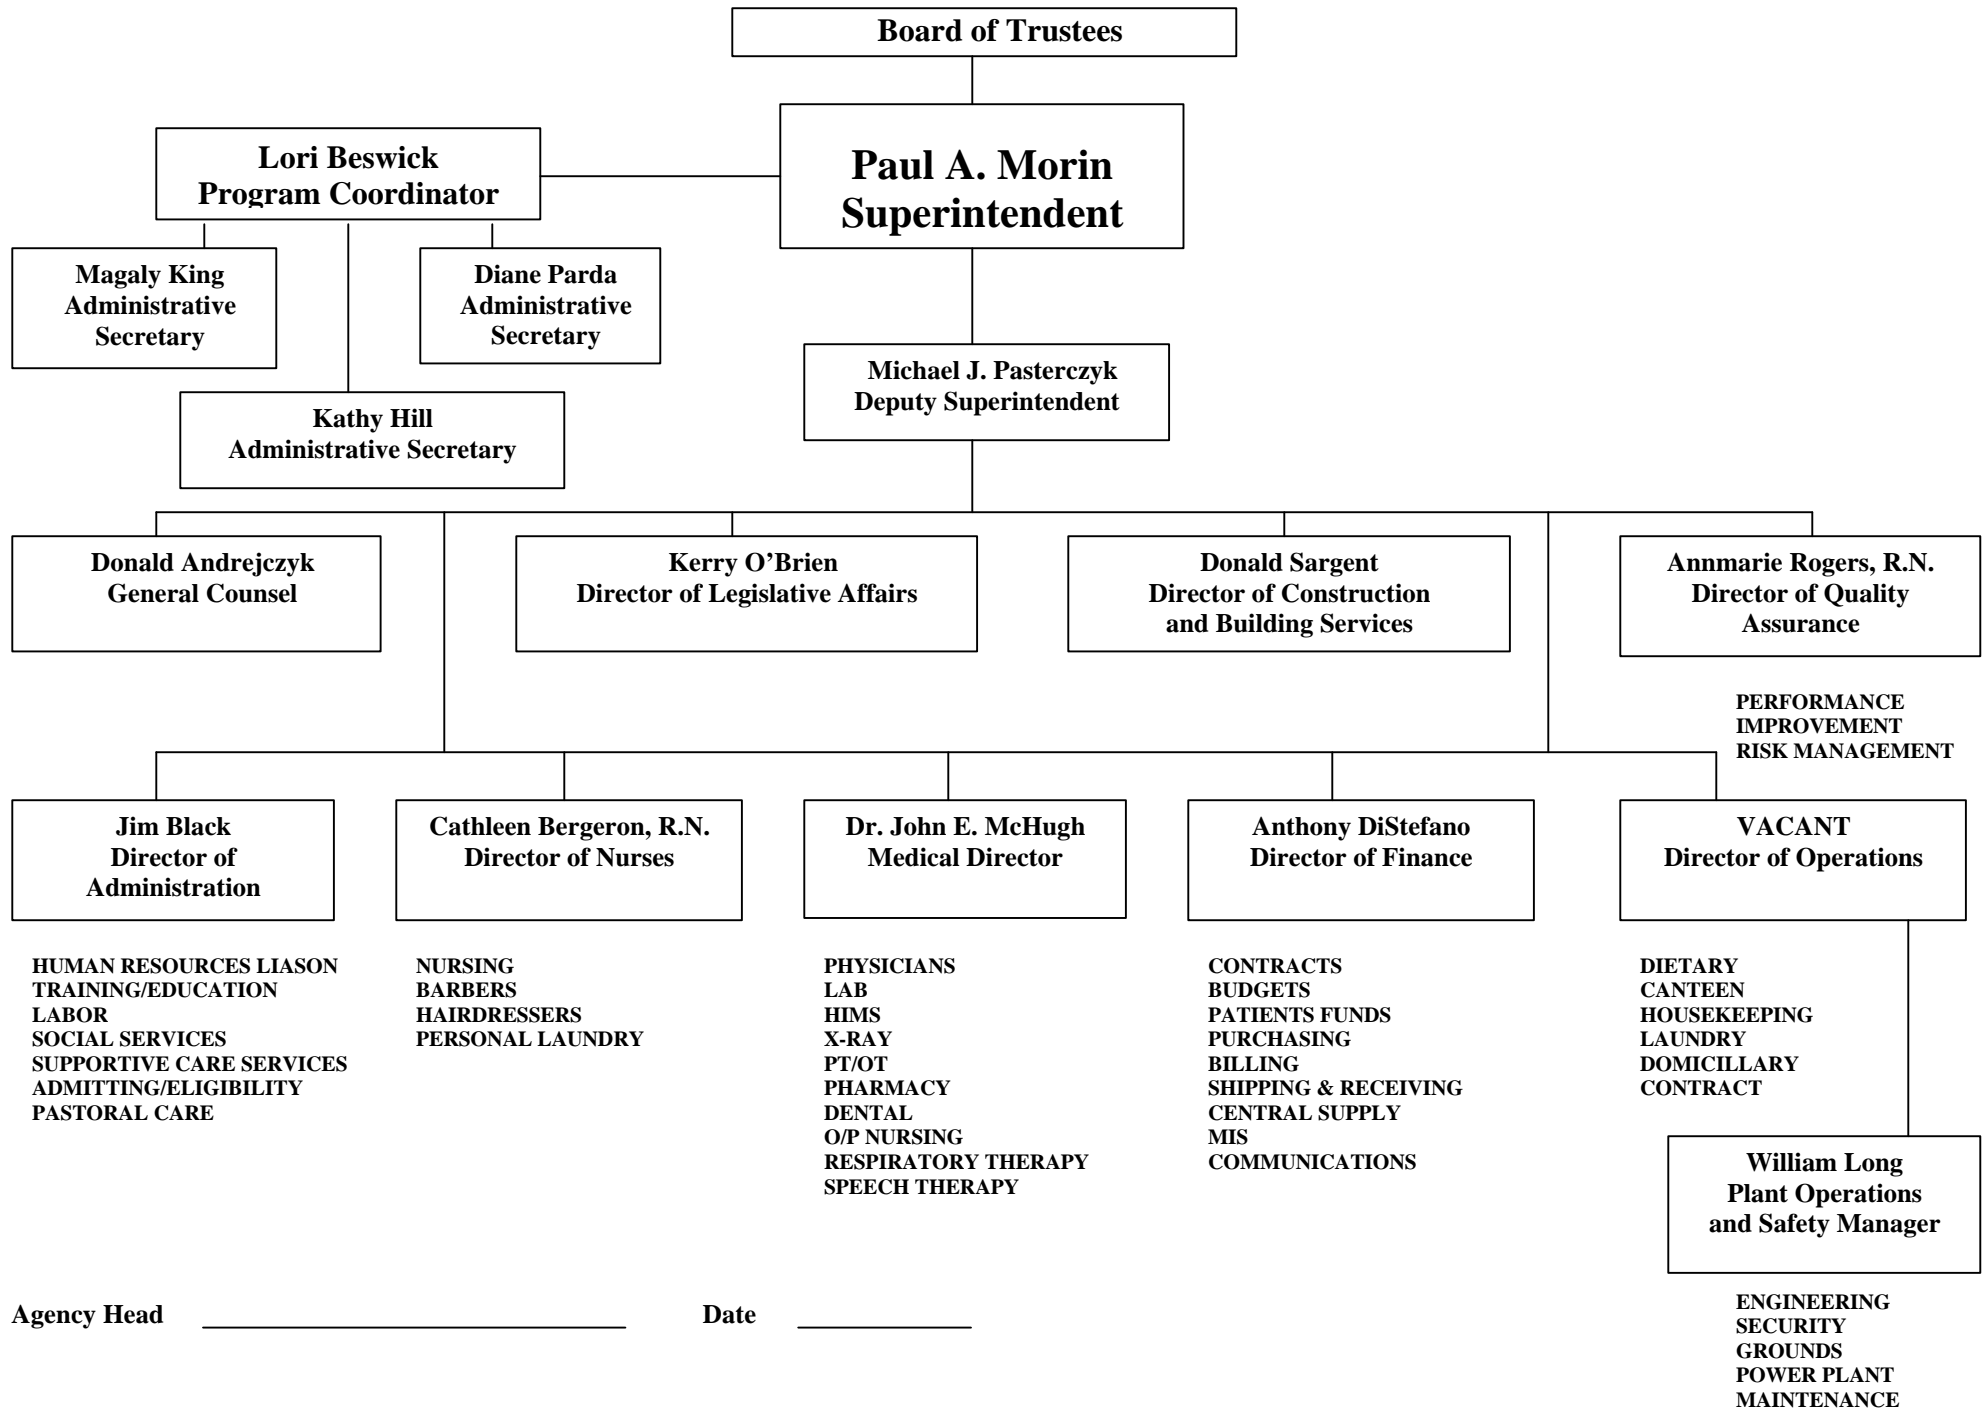 Board of Trustees
Lori Beswick
Program Coordinator
Paul A. Morin
Superintendent
Magaly King
Administrative
Secretary
Diane Parda
Administrative
Secretary
Kathy Hill
Administrative Secretary
Michael J. Pasterczyk
Deputy Superintendent
Donald Andrejczyk
General Counsel
Kerry O’Brien
Director of Legislative Affairs
Donald Sargent
Director of Construction
and Building Services
Annmarie Rogers, R.N.
Director of Quality
Assurance
PERFORMANCE
IMPROVEMENT
RISK MANAGEMENT
Jim Black
Director of
Administration
Cathleen Bergeron, R.N.
Director of Nurses
Dr. John E. McHugh
Medical Director
Anthony DiStefano
Director of Finance
VACANT
Director of Operations
HUMAN RESOURCES LIASON
TRAINING/EDUCATION
LABOR
SOCIAL SERVICES
SUPPORTIVE CARE SERVICES
ADMITTING/ELIGIBILITY
PASTORAL CARE
NURSING
BARBERS
HAIRDRESSERS
PERSONAL LAUNDRY
PHYSICIANS
LAB
HIMS
X-RAY
PT/OT
PHARMACY
DENTAL
O/P NURSING
RESPIRATORY THERAPY
SPEECH THERAPY
CONTRACTS
BUDGETS
PATIENTS FUNDS
PURCHASING
BILLING
SHIPPING & RECEIVING
CENTRAL SUPPLY
MIS
COMMUNICATIONS
DIETARY
CANTEEN
HOUSEKEEPING
LAUNDRY
DOMICILLARY
CONTRACT
William Long
Plant Operations
and Safety Manager
ENGINEERING
SECURITY
GROUNDS
POWER PLANT
MAINTENANCE
Agency Head Date